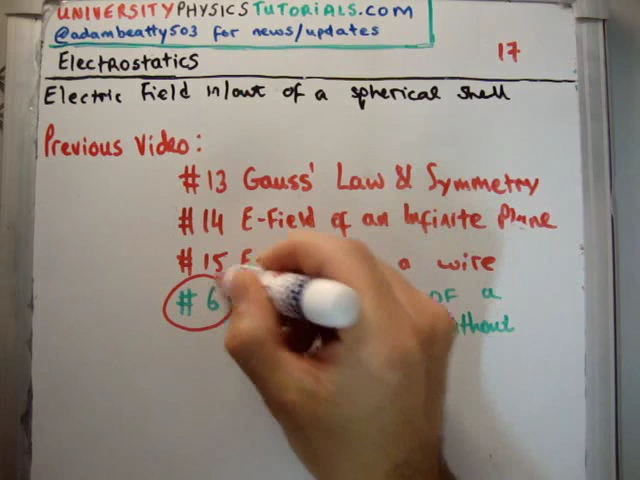 UNIVERSITYPHYSICSTUTORIALS.COM
@adambeatty503 for news/updates
Electrostatics 17
Electric Field in/out of a spherical shell
Previous Video:
#13 Gauss' Law & Symmetry
#14 E-Field of an Infinite Plane
#15 a wire
#6 of a